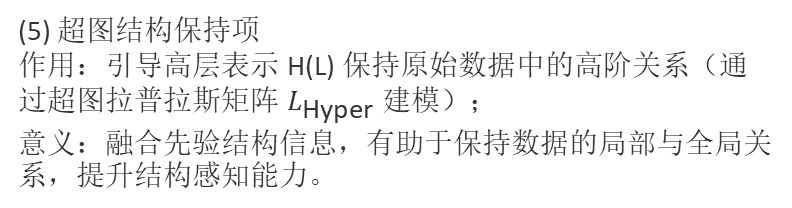 (5) 超图结构保持项
作用：引导高层表示 H(L) 保持原始数据中的高阶关系（通
过超图拉普拉斯矩阵 L_Hyper 建模）；
意义：融合先验结构信息，有助于保持数据的局部与全局关
系，提升结构感知能力。